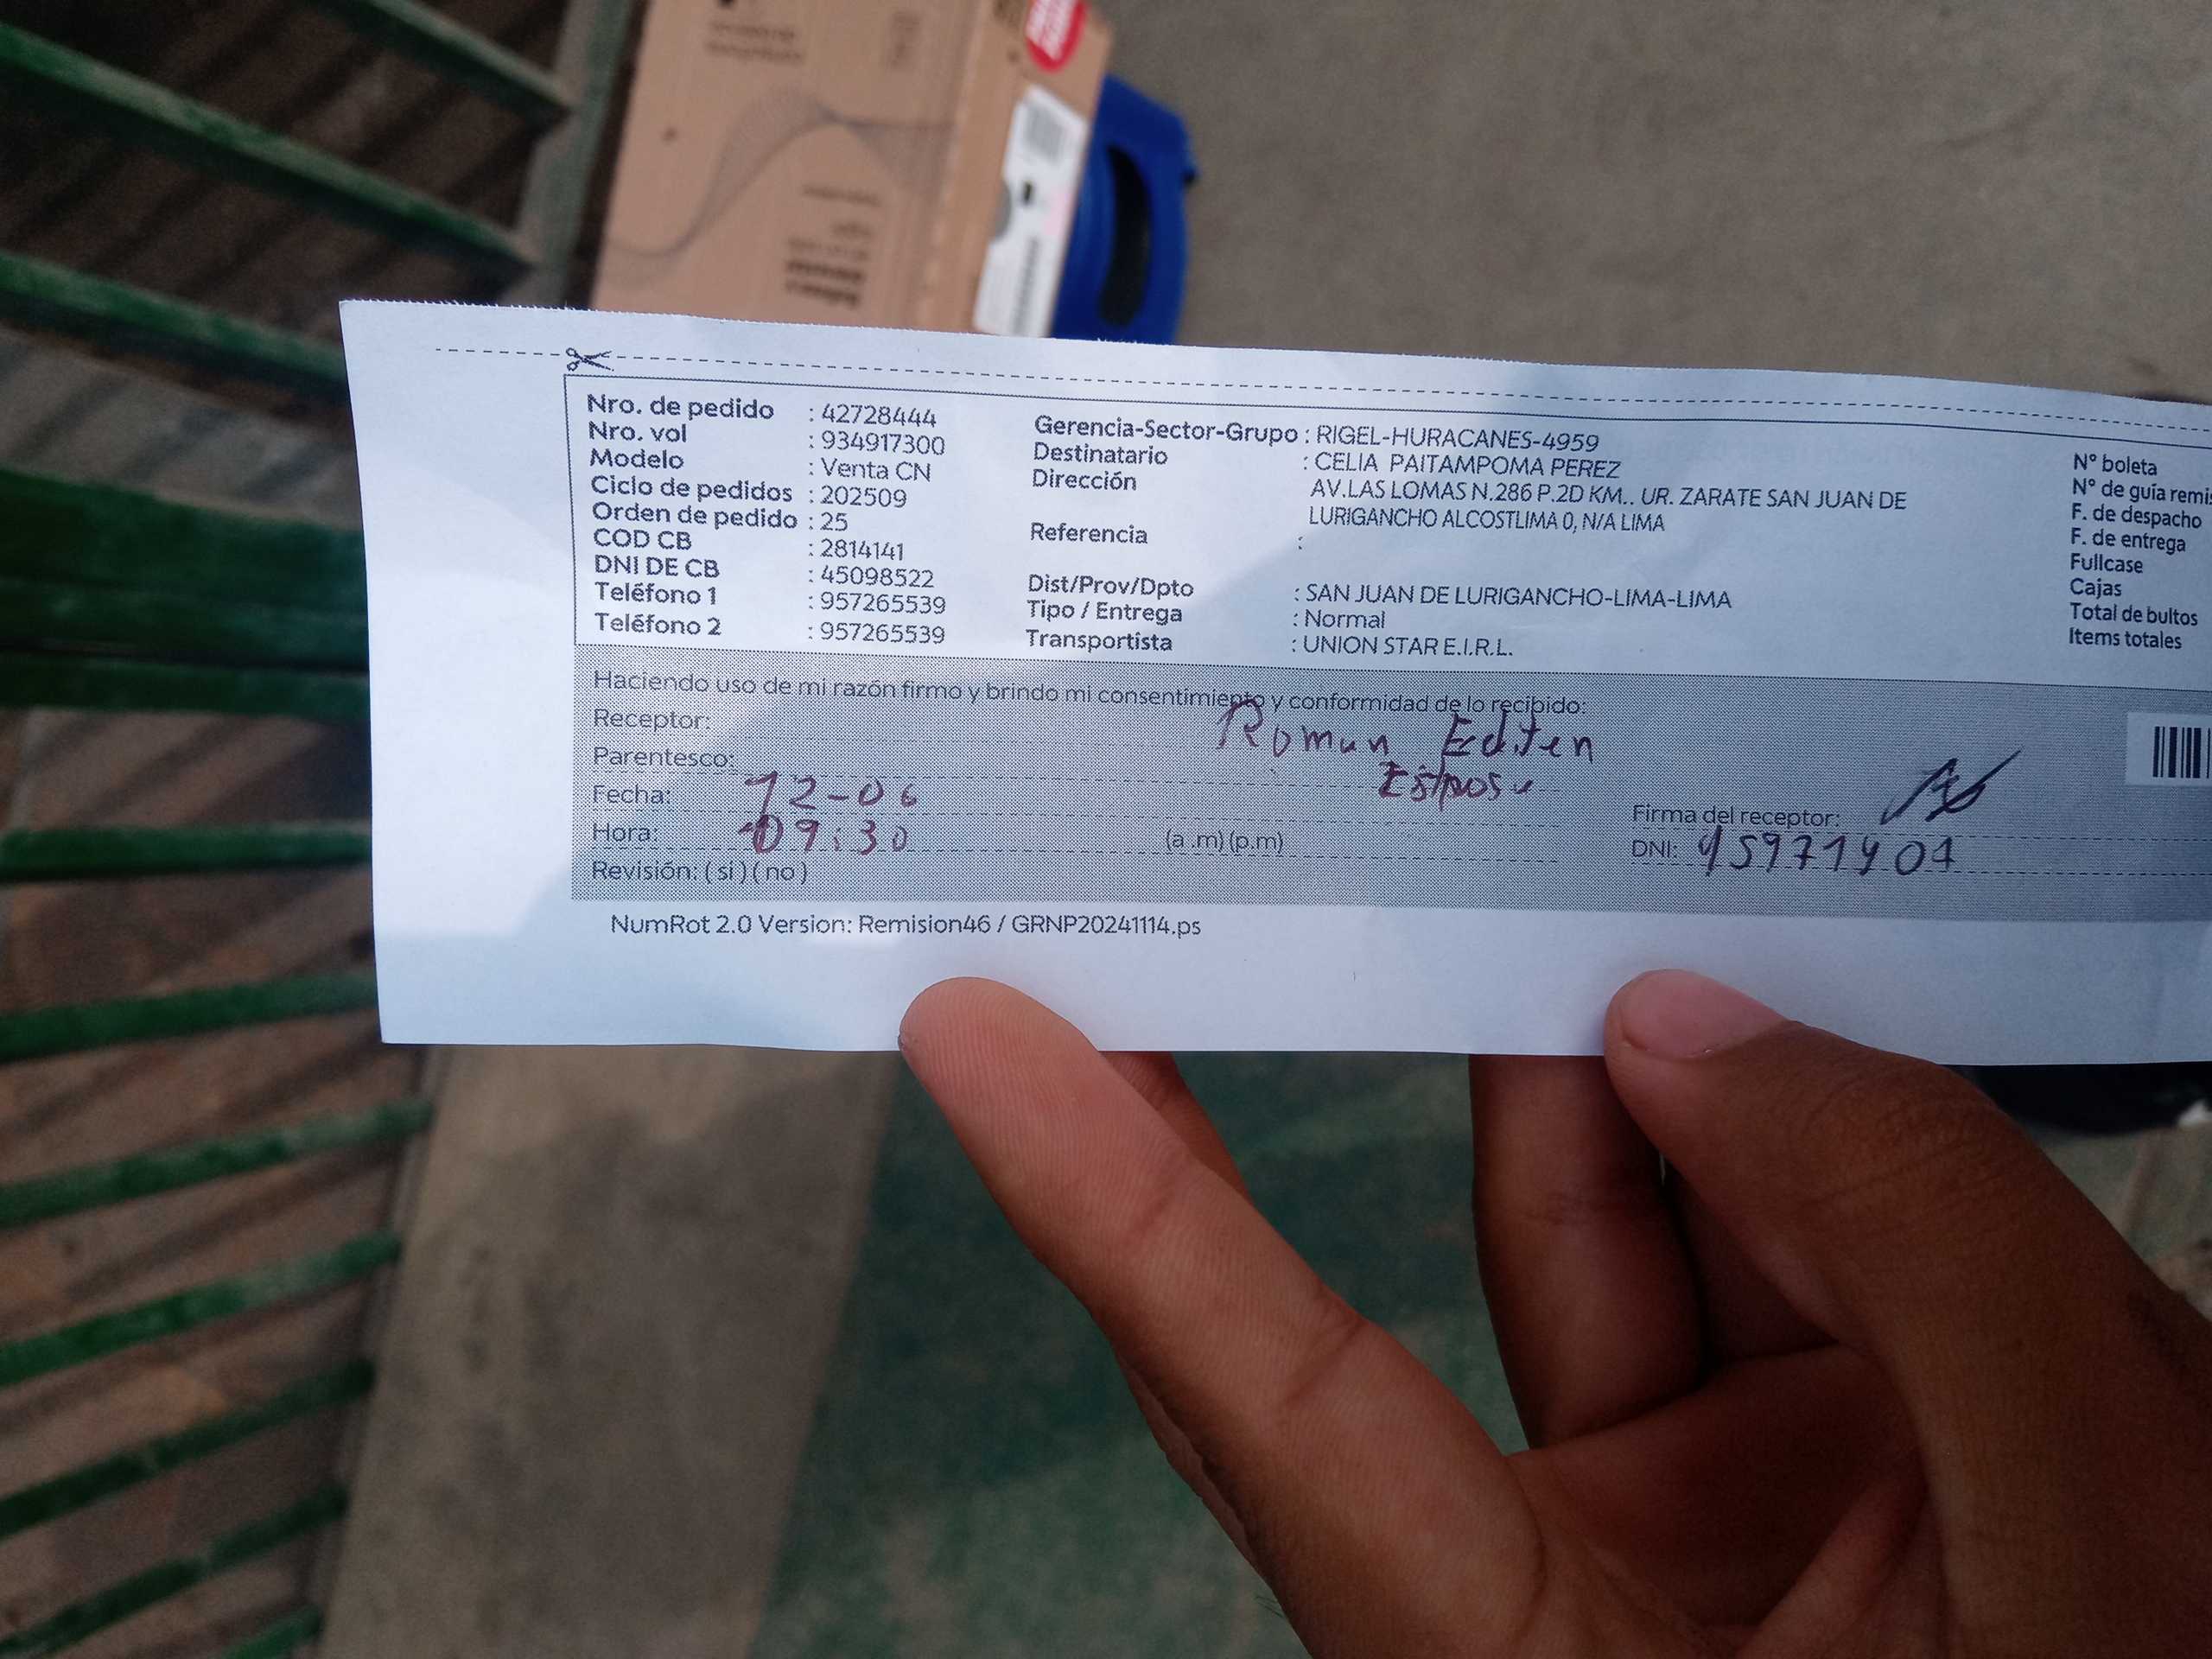 Nro. de pedido : 42728444
Nro. vol : 934917300
Modelo : Venta CN
Ciclo de pedidos : 202509
Orden de pedido : 25
COD CB : 2814141
DNI DE CB : 45098522
Teléfono 1 : 957265539
Teléfono 2 : 957265539
Gerencia-Sector-Grupo : RIGEL-HURACANES-4959
Destinatario : CELIA PAITAMPOMA PEREZ
Dirección AV.LAS LOMAS N.286 P.2D KM.. UR. ZARATE SAN JUAN DE
LURIGANCHO ALCOSTLIMA 0, N/A LIMA
Referencia :
Dist/Prov/Dpto : SAN JUAN DE LURIGANCHO-LIMA-LIMA
Tipo / Entrega : Normal
Transportista : UNION STAR E.I.R.L.
N° boleta
N° de guía remis
F. de despacho
F. de entrega
Fullcase
Cajas
Total de bultos
Items totales
Haciendo uso de mi razón firmo y brindo mi consentimiento y conformidad de lo recibido:
Receptor: Roman Editen
Parentesco: Esposo
Fecha: 12-06
Hora: 09:30 (a .m) (p.m)
Revisión: ( si ) ( no )
Firma del receptor:
DNI: 45971404
NumRot 2.0 Version: Remision46 / GRNP20241114.ps